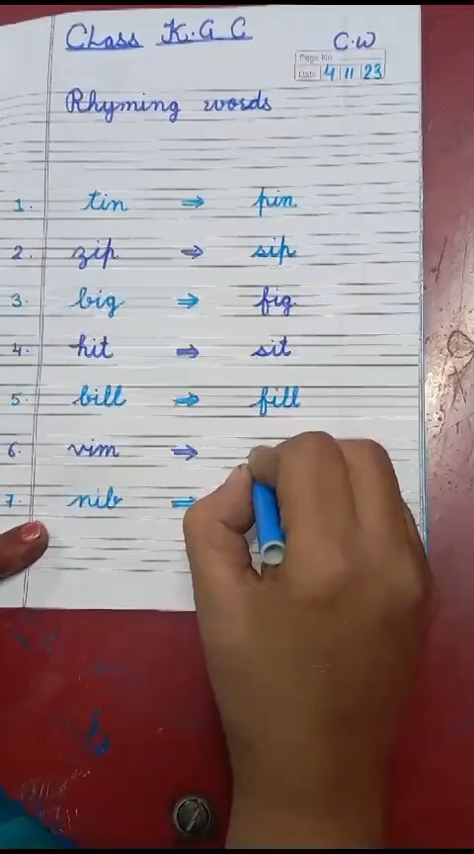 Class K.G C
C.W
Page No.
Date 4 11 23
Rhyming words
1. tin ⇒ pin
2. zip ⇒ sip
3. big ⇒ fig
4. hit ⇒ sit
5. bill ⇒ fill
6. vim ⇒
7. nib ⇒